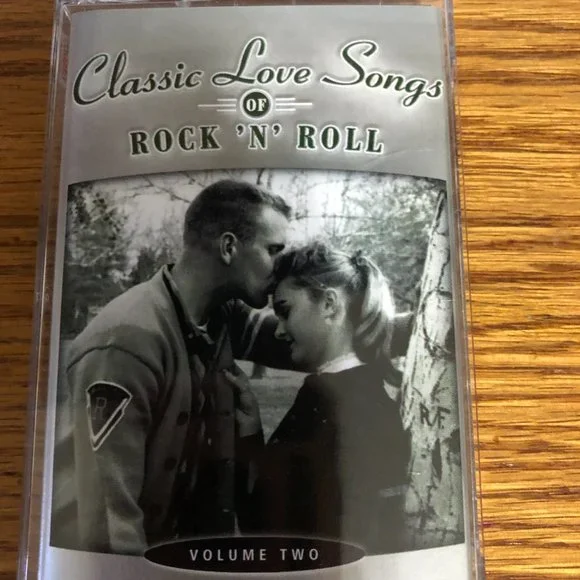 Classic Love Songs
OF
ROCK 'N' ROLL
R
R.F.
VOLUME TWO